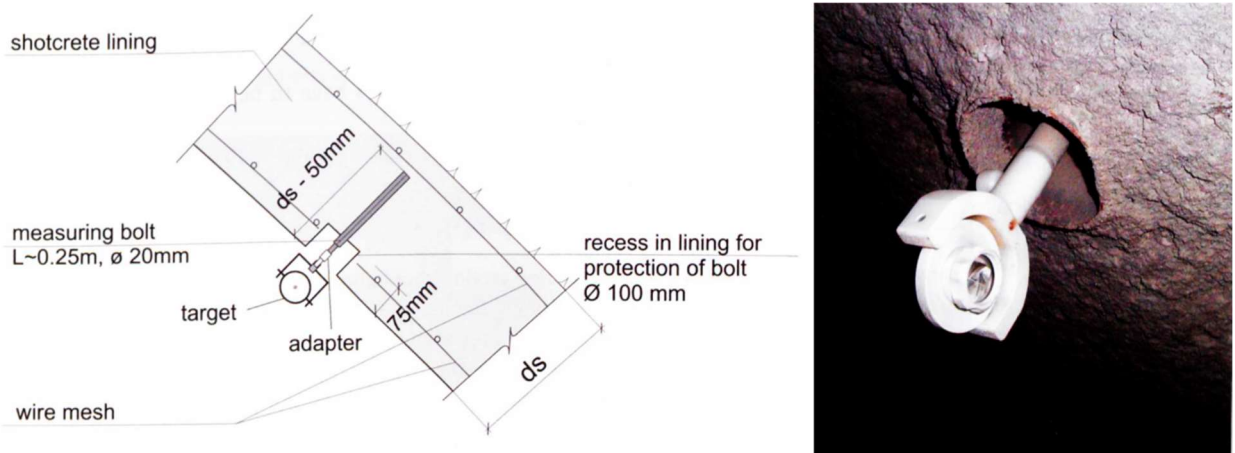 shotcrete lining
ds - 50mm
measuring bolt
L~0.25m, ø 20mm
recess in lining for
protection of bolt
Ø 100 mm
target
75mm
adapter
ds
wire mesh